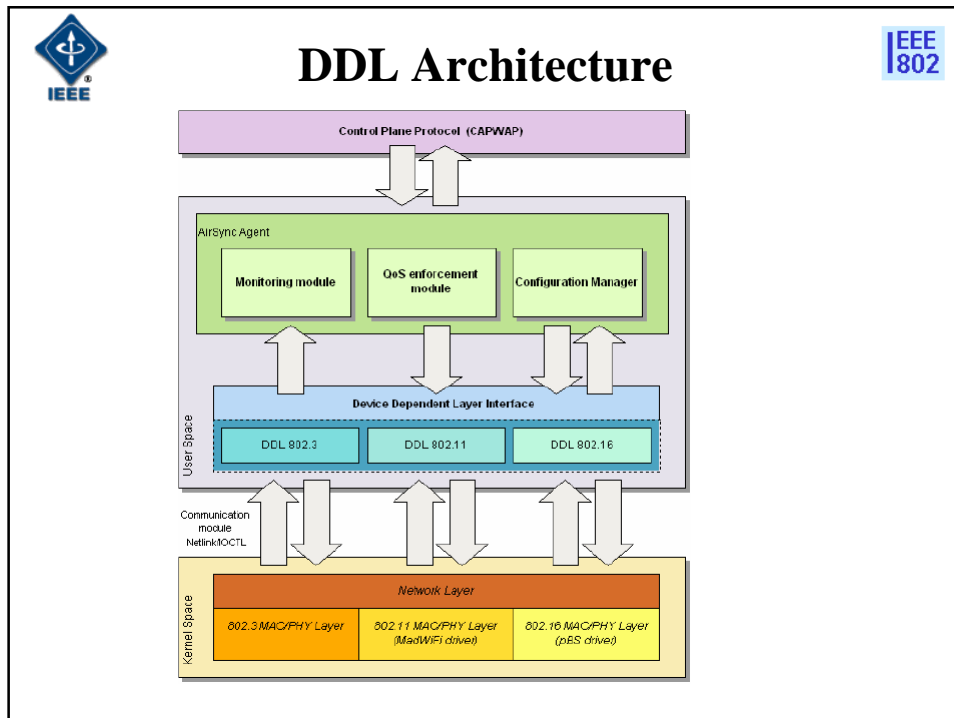 IEEE
DDL Architecture
IEEE
802
Control Plane Protocol (CAPWAP)
AirSync Agent
Monitoring module
QoS enforcement
module
Configuration Manager
Device Dependent Layer Interface
DDL 802.3
DDL 802.11
DDL 802.16
User Space
Communication
module
Netlink/IOCTL
Network Layer
802.3 MAC/PHY Layer
802.11 MAC/PHY Layer
(MadWiFi driver)
802.16 MAC/PHY Layer
(pBS driver)
Kernel Space